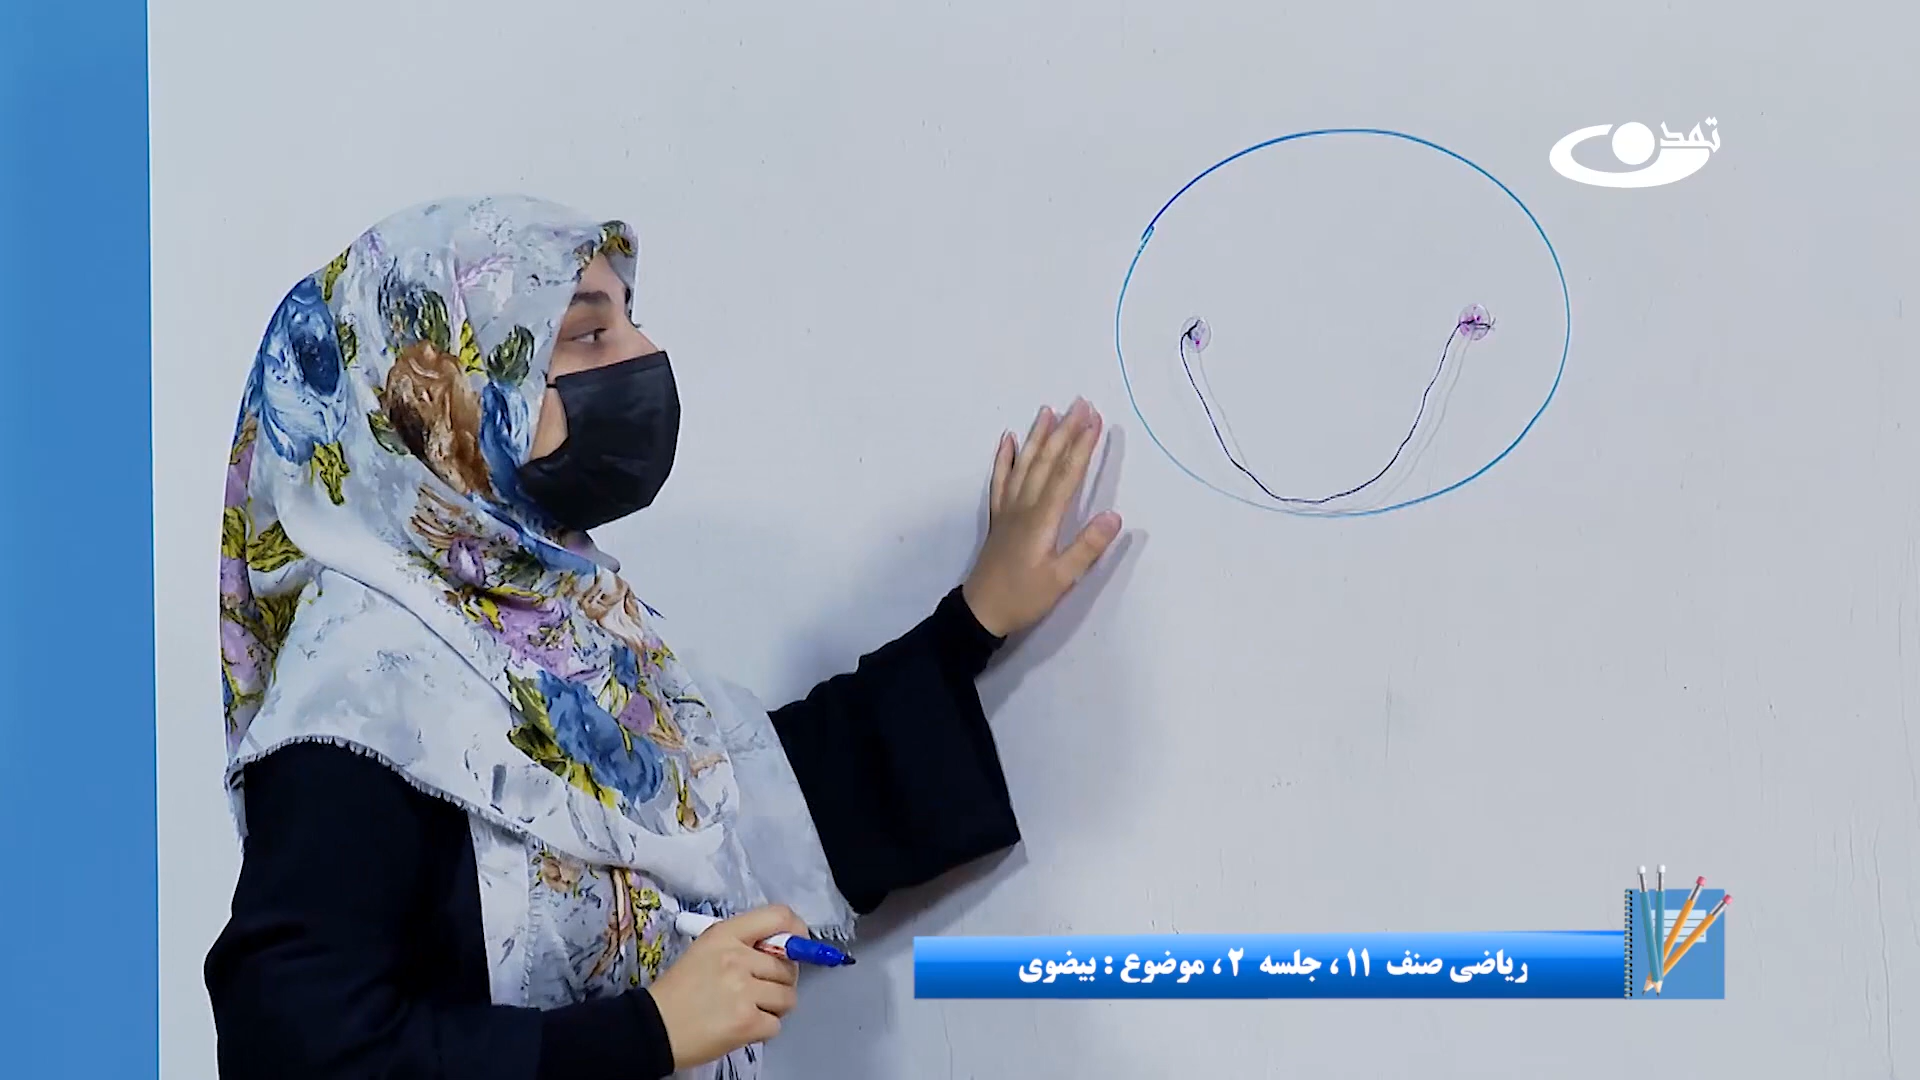 تمدن
ریاضی صنف ۱۱، جلسه ۲، موضوع : بیضوی